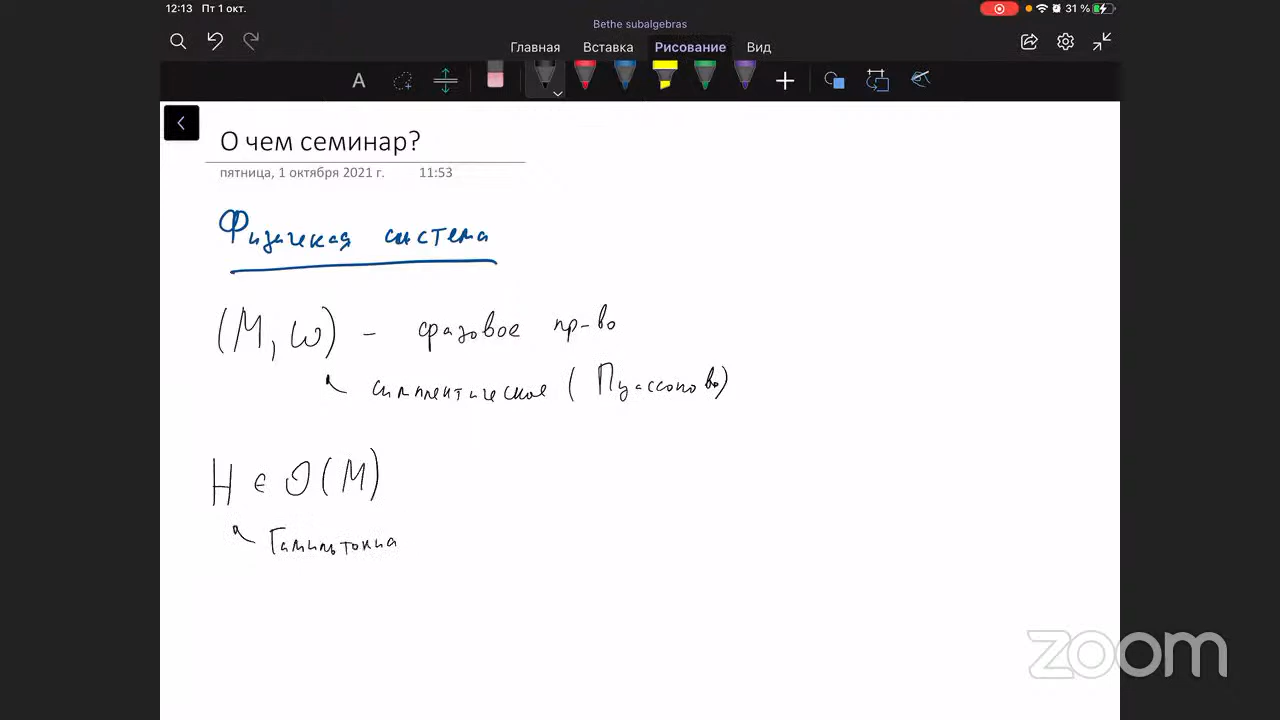 12:13 Пт 1 окт.
31 %
Bethe subalgebras
Главная Вставка Рисование Вид
A
О чем семинар?
пятница, 1 октября 2021 г. 11:53
Физическая система
(M, ω) – фазовое пр-во
симплектическое (Пуассоново)
H ∈ O(M)
Гамильтониа
zoom